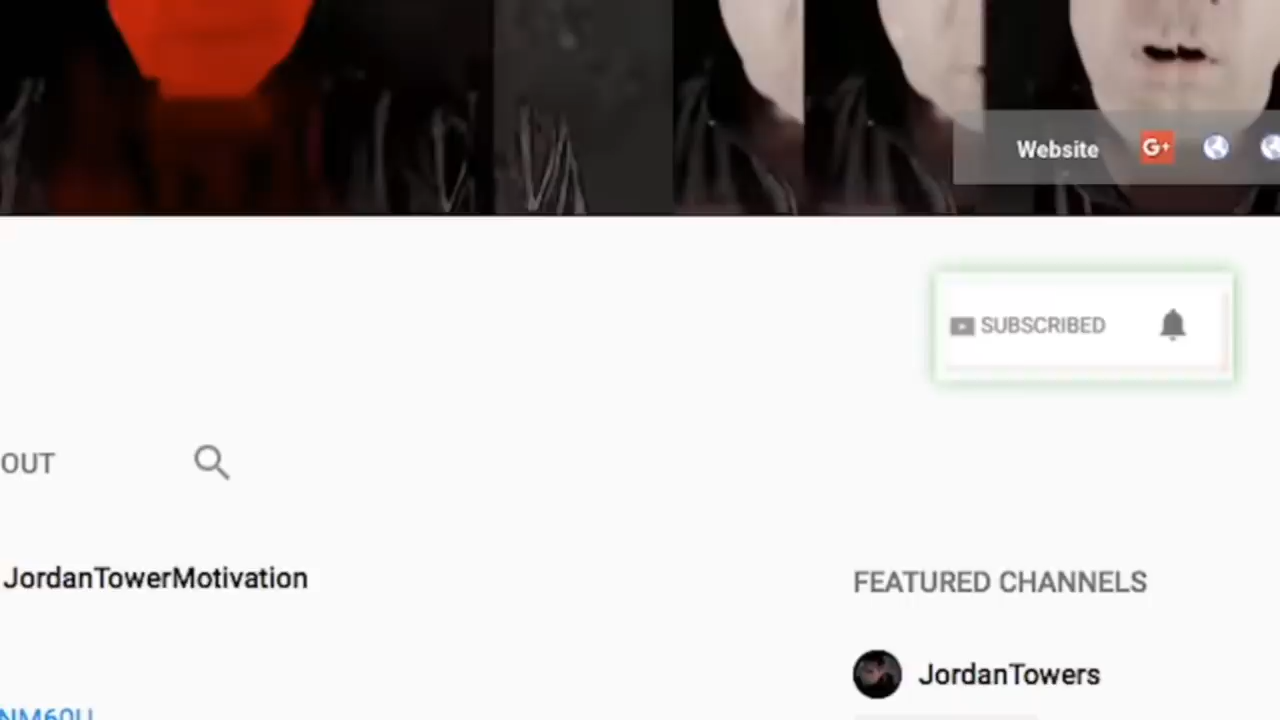 Website G+
SUBSCRIBED
OUT
JordanTowerMotivation
FEATURED CHANNELS
JordanTowers